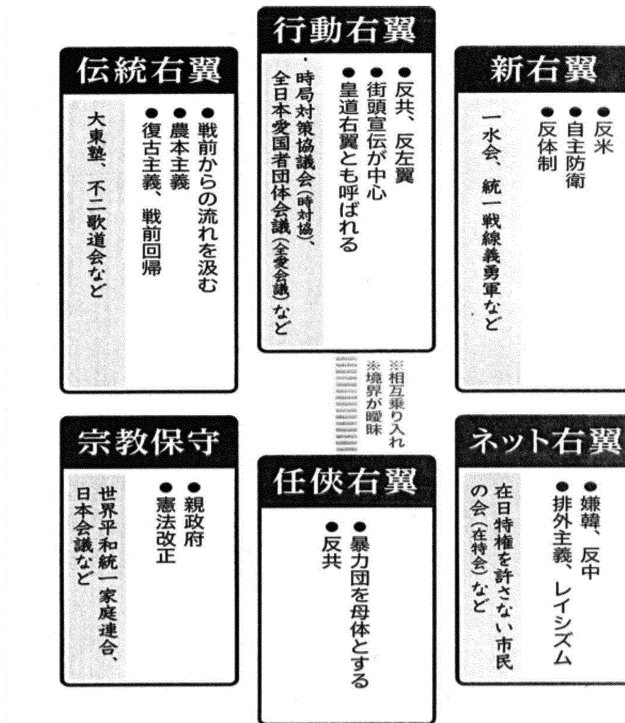 伝統右翼
●戦前からの流れを汲む
●農本主義
●復古主義、戦前回帰
大東塾、不二歌道会など
行動右翼
●反共、反左翼
●街頭宣伝が中心
●皇道右翼とも呼ばれる
時局対策協議会(時対協)、
全日本愛国者団体会議(全愛会議)など
新右翼
●反米
●自主防衛
●反体制
一水会、統一戦線義勇軍など
※相互乗り入れ
※境界が曖昧
宗教保守
●親政府
●憲法改正
世界平和統一家庭連合、
日本会議など
任俠右翼
●暴力団を母体とする
●反共
ネット右翼
●嫌韓、反中
●排外主義、レイシズム
在日特権を許さない市民
の会(在特会)など